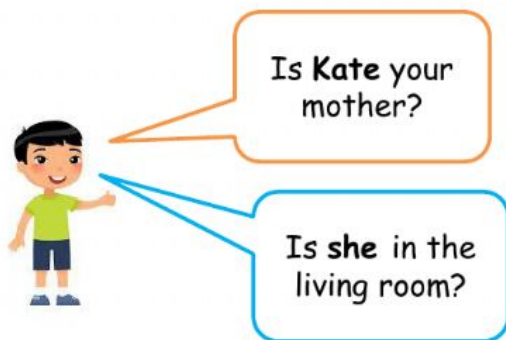 Is Kate your
mother?
Is she in the
living room?